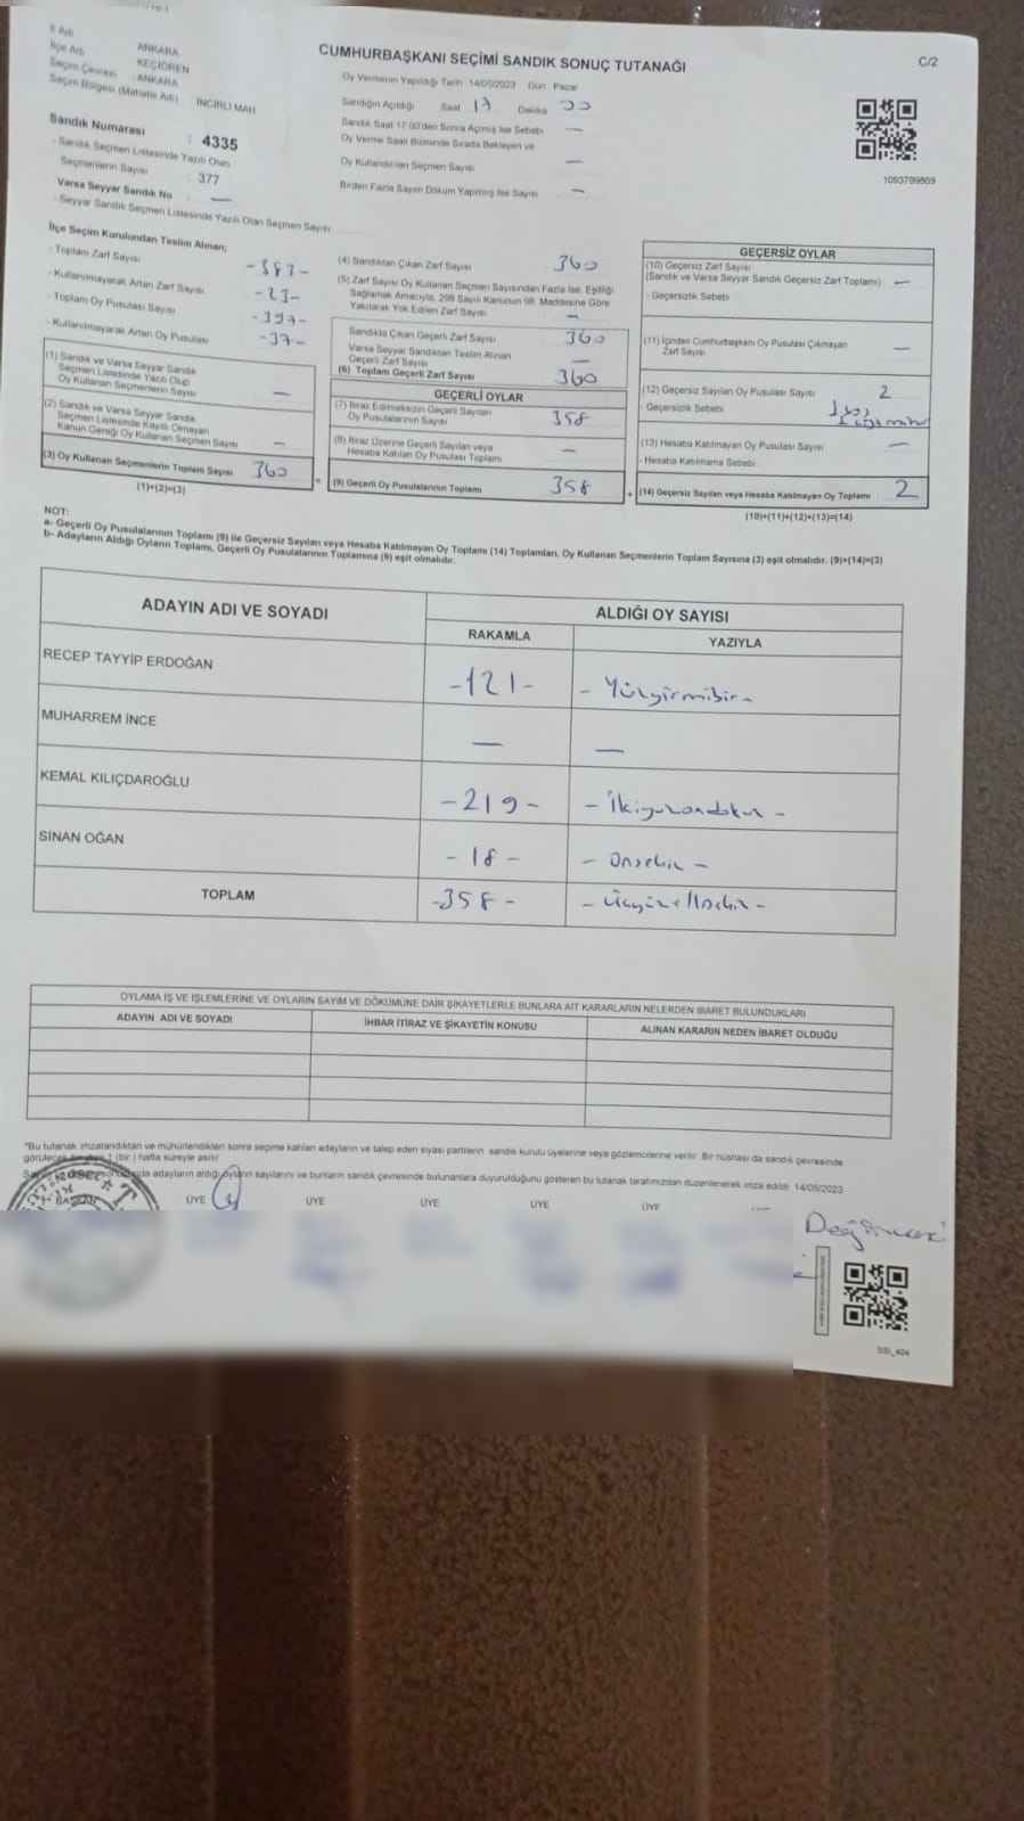 İl Adı
İlçe Adı
Seçim Çevresi
Seçim Bölgesi (Mahalle Adı)
ANKARA
KEÇİÖREN
ANKARA
İNCİRLİ MAH.
Sandık Numarası : 4335
- Sandık Seçmen Listesinde Yazılı Olan
Seçmenlerin Sayısı : 377
Varsa Seyyar Sandık No : —
- Seyyar Sandık Seçmen Listesinde Yazılı Olan Seçmen Sayısı
CUMHURBAŞKANI SEÇİMİ SANDIK SONUÇ TUTANAĞI
Oy Vermenin Yapıldığı Tarih: 14/05/2023 Gün: Pazar
Sandığın Açıldığı Saat 17 Dakika 00
Sandık Saat 17.00'den Sonra Açılmış İse Sebebi —
Oy Verme Saati Bitiminde Sırada Bekleyen ve
Oy Kullandırılan Seçmen Sayısı —
Birden Fazla Sayım Döküm Yapılmış İse Sayısı —
C/2
İlçe Seçim Kurulundan Teslim Alınan;
- Toplam Zarf Sayısı
- Kullanılmayarak Artan Zarf Sayısı -23-
- Toplam Oy Pusulası Sayısı
- Kullanılmayarak Artan Oy Pusulası -37-
(1) Sandık ve Varsa Seyyar Sandık
Seçmen Listesinde Yazılı Olup
Oy Kullanan Seçmenlerin Sayısı —
(2) Sandık ve Varsa Seyyar Sandık
Seçmen Listesinde Kayıtlı Olmayan
Kanun Gereği Oy Kullanan Seçmen Sayısı —
(3) Oy Kullanan Seçmenlerin Toplam Sayısı 360
(1)+(2)=(3)
(4) Sandıktan Çıkan Zarf Sayısı 360
(5) Zarf Sayısı Oy Kullanan Seçmen Sayısından Fazla İse, Eşitliği
Sağlamak Amacıyla, 298 Sayılı Kanunun 98. Maddesine Göre
Yakılarak Yok Edilen Zarf Sayısı —
Sandıkta Çıkan Geçerli Zarf Sayısı 360
Varsa Seyyar Sandıktan Teslim Alınan
Geçerli Zarf Sayısı —
(6) Toplam Geçerli Zarf Sayısı 360
GEÇERLİ OYLAR
(7) İtiraz Edilmeksizin Geçerli Sayılan
Oy Pusulalarının Sayısı 358
(8) İtiraz Üzerine Geçerli Sayılan veya
Hesaba Katılan Oy Pusulası Toplamı —
(9) Geçerli Oy Pusulalarının Toplamı 358
GEÇERSİZ OYLAR
(10) Geçersiz Zarf Sayısı
(Sandık ve Varsa Seyyar Sandık Geçersiz Zarf Toplamı) —
- Geçersizlik Sebebi
(11) İçinden Cumhurbaşkanı Oy Pusulası Çıkmayan
Zarf Sayısı —
(12) Geçersiz Sayılan Oy Pusulası Sayısı 2
- Geçersizlik Sebebi
(13) Hesaba Katılmayan Oy Pusulası Sayısı —
- Hesaba Katılmama Sebebi
(14) Geçersiz Sayılan veya Hesaba Katılmayan Oy Toplamı 2
(10)+(11)+(12)+(13)=(14)
NOT:
a- Geçerli Oy Pusulalarının Toplamı (9) ile Geçersiz Sayılan veya Hesaba Katılmayan Oy Toplamı (14) Toplamları, Oy Kullanan Seçmenlerin Toplam Sayısına (3) eşit olmalıdır. (9)+(14)=(3)
b- Adayların Aldığı Oyların Toplamı, Geçerli Oy Pusulalarının Toplamına (9) eşit olmalıdır.
ADAYIN ADI VE SOYADI
ALDIĞI OY SAYISI
RAKAMLA YAZIYLA
RECEP TAYYİP ERDOĞAN -121- - Yüzyirmibir -
MUHARREM İNCE — —
KEMAL KILIÇDAROĞLU -219- - İkiyüzondokuz -
SİNAN OĞAN -18- - Onsekiz -
TOPLAM -358- - Üçyüzellisekiz -
OYLAMA İŞ VE İŞLEMLERİNE VE OYLARIN SAYIM VE DÖKÜMÜNE DAİR ŞİKAYETLERLE BUNLARA AİT KARARLARIN NELERDEN İBARET BULUNDUKLARI
ADAYIN ADI VE SOYADI İHBAR İTİRAZ VE ŞİKAYETİN KONUSU ALINAN KARARIN NEDEN İBARET OLDUĞU
*Bu tutanak imzalandıktan ve mühürlendikten sonra seçime katılan adayların ve talep eden siyasi partilerin sandık kurulu üyelerine veya gözlemcilerine verilir. Bir nüshası da sandık çevresinde
1 (bir) hafta süreyle asılır.
adayların aldığı oyların sayılarını ve bunların sandık çevresinde bulunanlara duyurulduğunu gösteren bu tutanak tarafımızdan düzenlenerek imza edildi. 14/05/2023
ÜYE ÜYE ÜYE ÜYE ÜYE